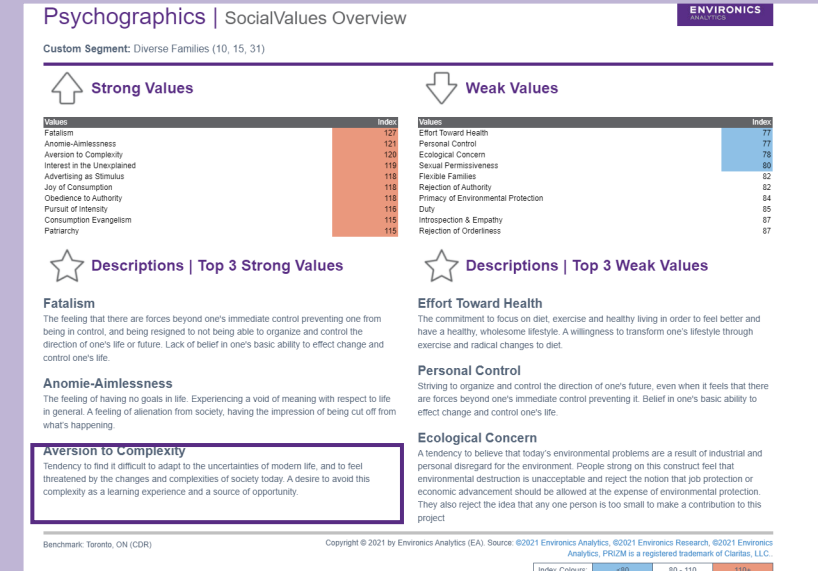 Psychographics | SocialValues Overview
ENVIRONICS
ANALYTICS
Custom Segment: Diverse Families (10, 15, 31)
Strong Values
Values Index
Fatalism 127
Anomie-Aimlessness 121
Aversion to Complexity 120
Interest in the Unexplained 119
Advertising as Stimulus 118
Joy of Consumption 118
Obedience to Authority 118
Pursuit of Intensity 116
Consumption Evangelism 115
Patriarchy 115
Weak Values
Values Index
Effort Toward Health 77
Personal Control 77
Ecological Concern 78
Sexual Permissiveness 80
Flexible Families 82
Rejection of Authority 82
Primacy of Environmental Protection 84
Duty 85
Introspection & Empathy 87
Rejection of Orderliness 87
Descriptions | Top 3 Strong Values
Fatalism
The feeling that there are forces beyond one's immediate control preventing one from
being in control, and being resigned to not being able to organize and control the
direction of one's life or future. Lack of belief in one's basic ability to effect change and
control one's life.
Anomie-Aimlessness
The feeling of having no goals in life. Experiencing a void of meaning with respect to life
in general. A feeling of alienation from society, having the impression of being cut off from
what's happening.
Aversion to Complexity
Tendency to find it difficult to adapt to the uncertainties of modern life, and to feel
threatened by the changes and complexities of society today. A desire to avoid this
complexity as a learning experience and a source of opportunity.
Descriptions | Top 3 Weak Values
Effort Toward Health
The commitment to focus on diet, exercise and healthy living in order to feel better and
have a healthy, wholesome lifestyle. A willingness to transform one's lifestyle through
exercise and radical changes to diet.
Personal Control
Striving to organize and control the direction of one's future, even when it feels that there
are forces beyond one's immediate control preventing it. Belief in one's basic ability to
effect change and control one's life.
Ecological Concern
A tendency to believe that today's environmental problems are a result of industrial and
personal disregard for the environment. People strong on this construct feel that
environmental destruction is unacceptable and reject the notion that job protection or
economic advancement should be allowed at the expense of environmental protection.
They also reject the idea that any one person is too small to make a contribution to this
project
Benchmark: Toronto, ON (CDR)
Copyright © 2021 by Environics Analytics (EA). Source: ©2021 Environics Analytics, ©2021 Environics Research, ©2021 Environics
Analytics, PRIZM is a registered trademark of Claritas, LLC..
Index Colours: <80 80 - 110 110+